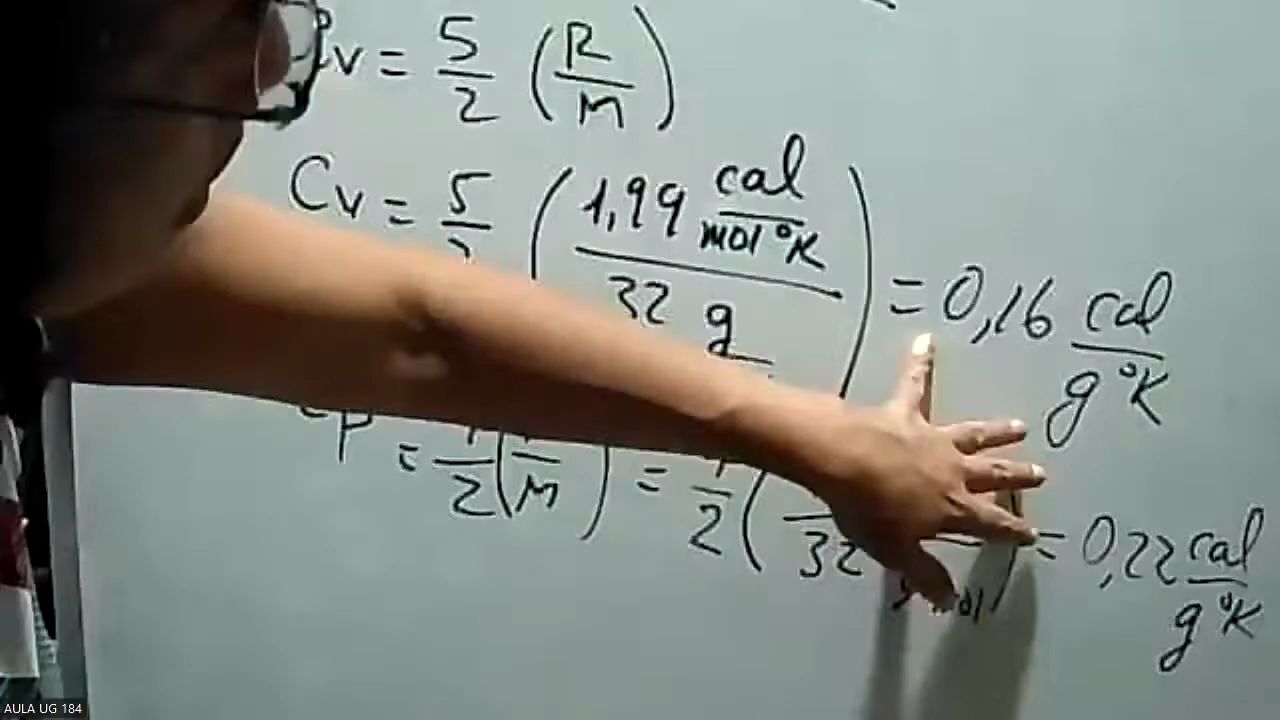 v = 5/2 (R/M)
Cv = 5/ (1,99 cal/mol °K / 32 g/ ) = 0,16 cal/g °K
p = /2 ( /M) = /2 ( /32 mol) = 0,22 cal/g °K
AULA UG 184